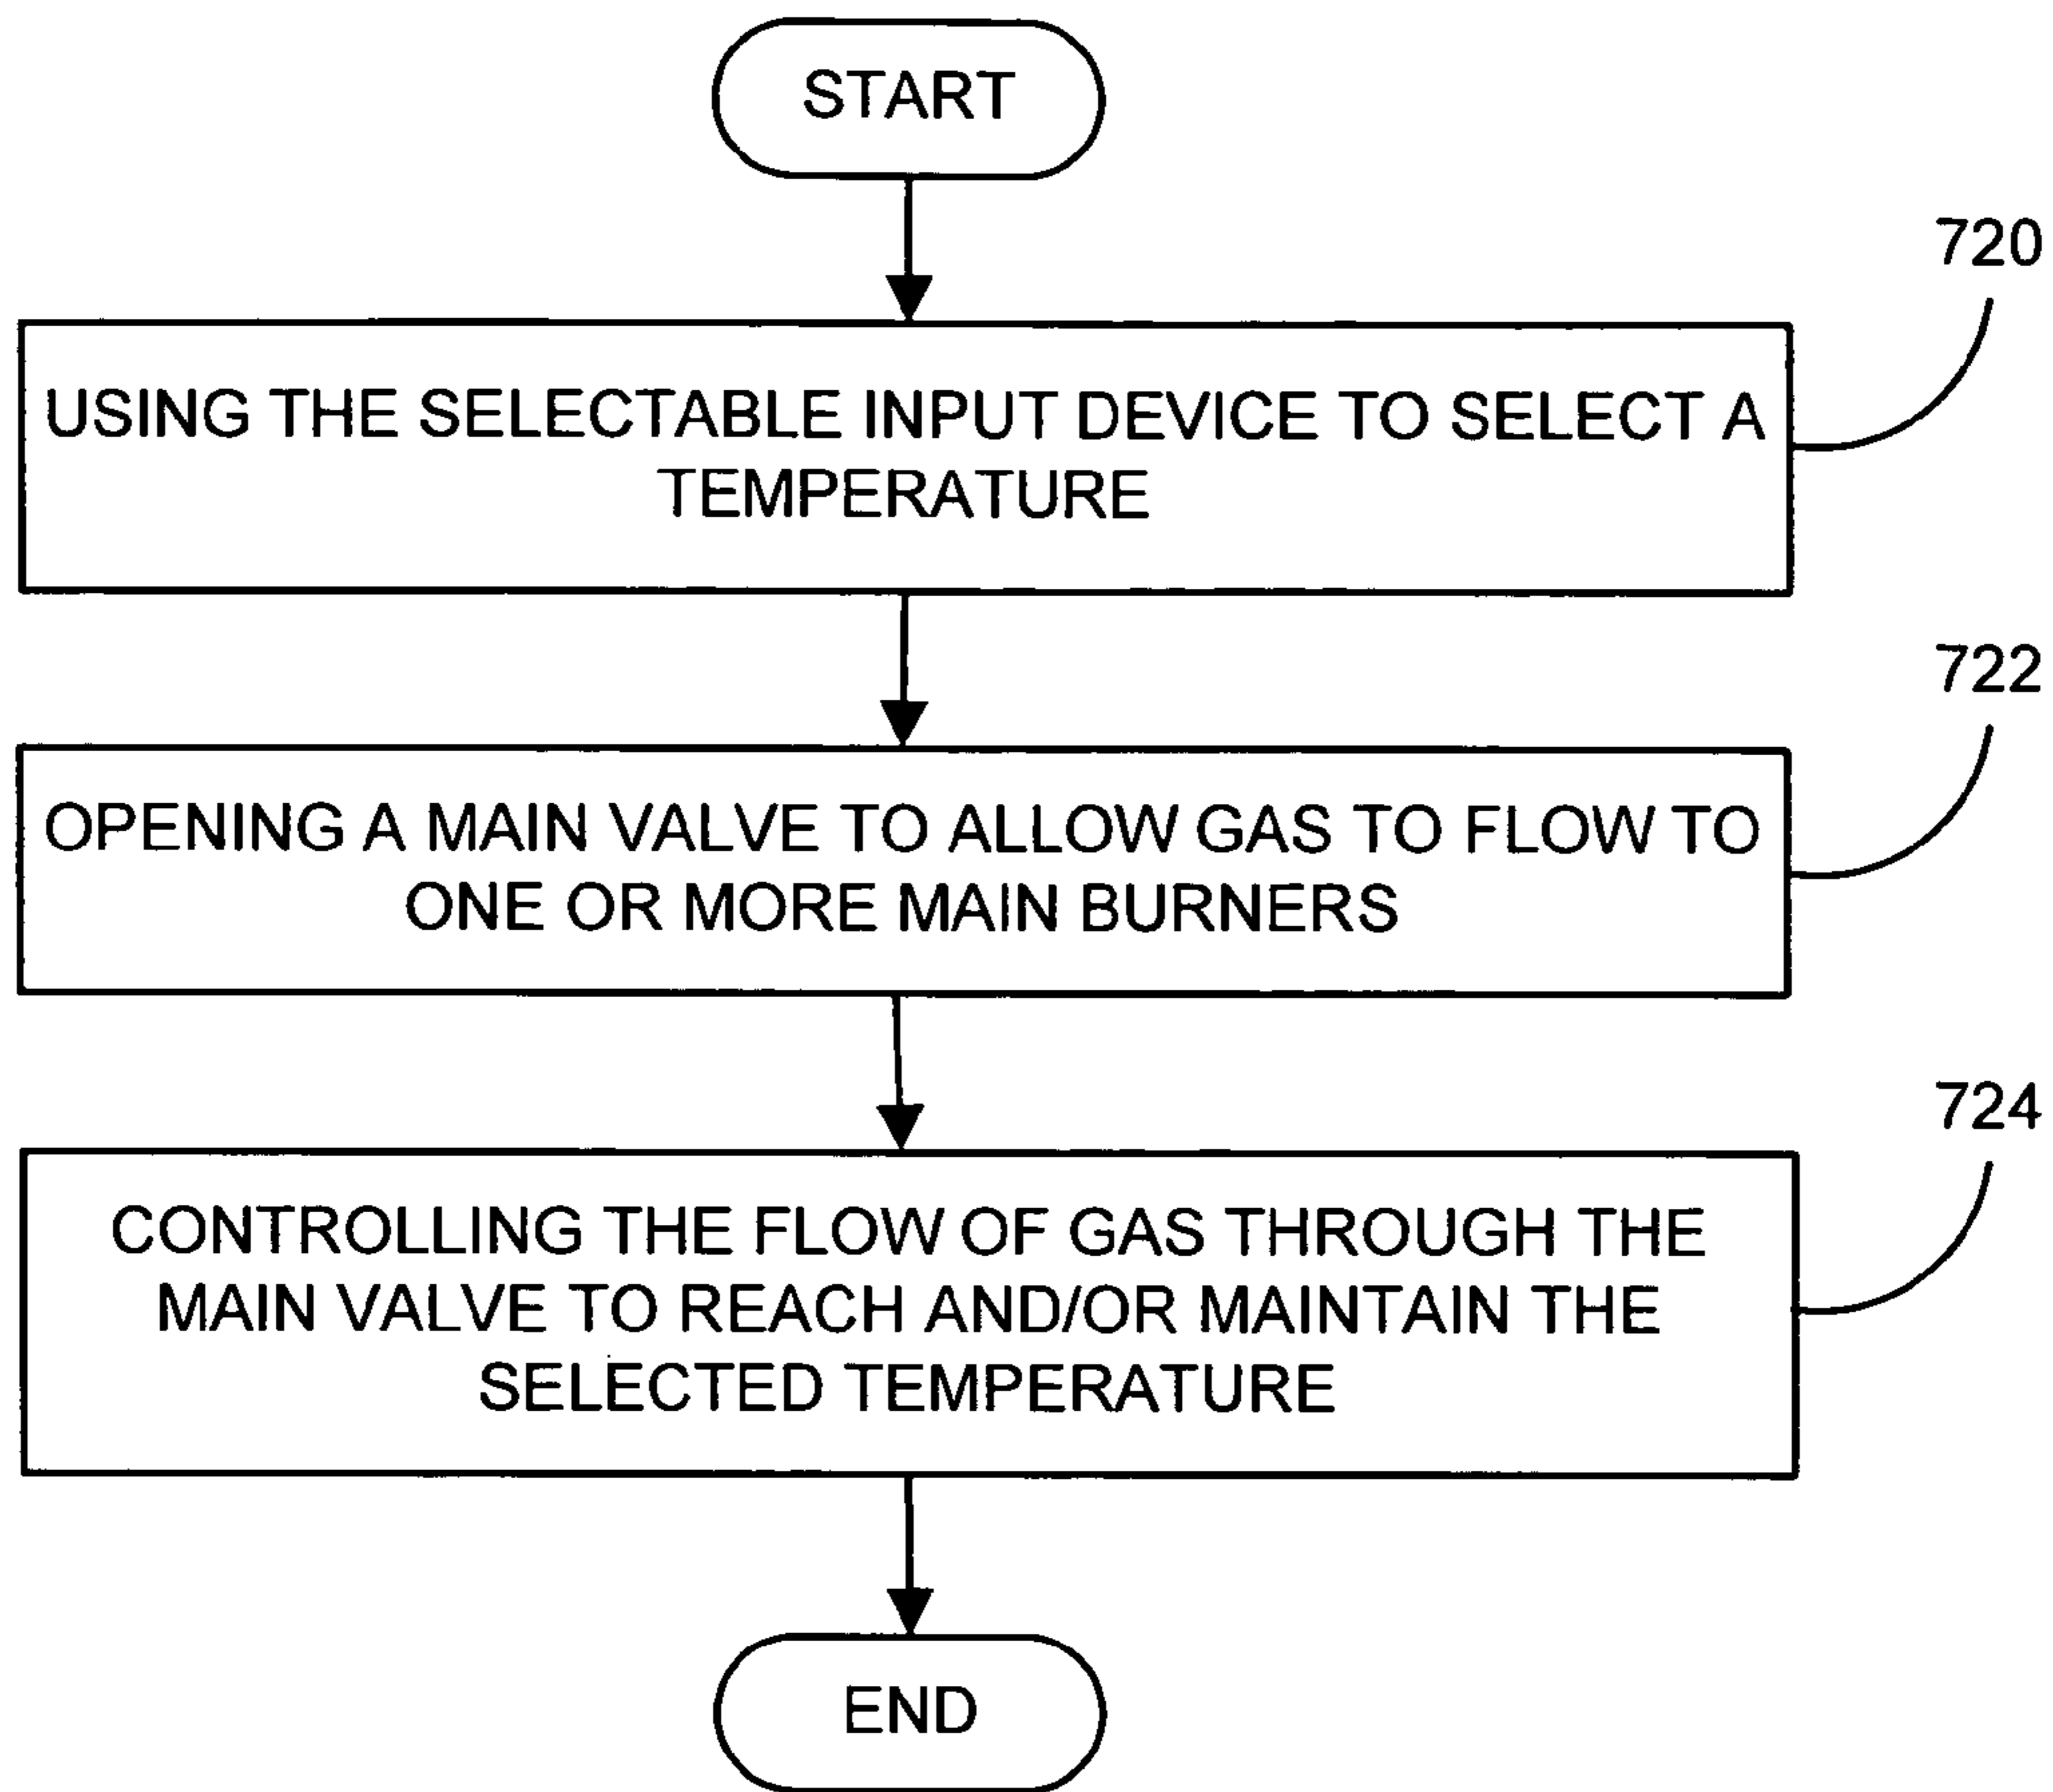 START
720
USING THE SELECTABLE INPUT DEVICE TO SELECT A
TEMPERATURE
722
OPENING A MAIN VALVE TO ALLOW GAS TO FLOW TO
ONE OR MORE MAIN BURNERS
724
CONTROLLING THE FLOW OF GAS THROUGH THE
MAIN VALVE TO REACH AND/OR MAINTAIN THE
SELECTED TEMPERATURE
END